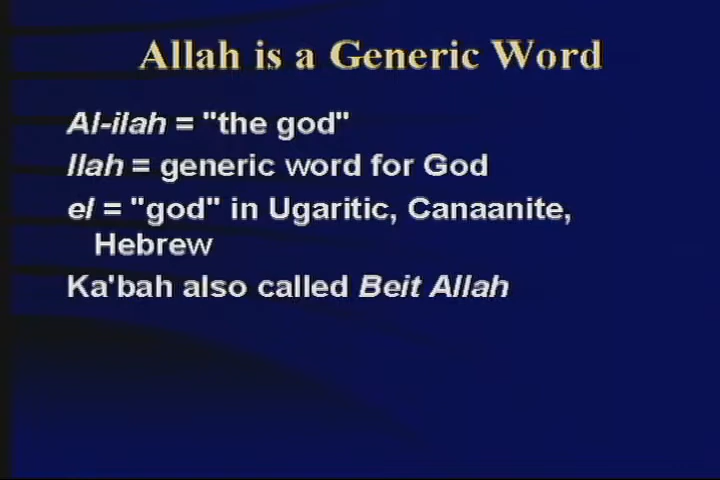 Allah is a Generic Word
Al-ilah = "the god"
Ilah = generic word for God
el = "god" in Ugaritic, Canaanite,
Hebrew
Ka'bah also called Beit Allah